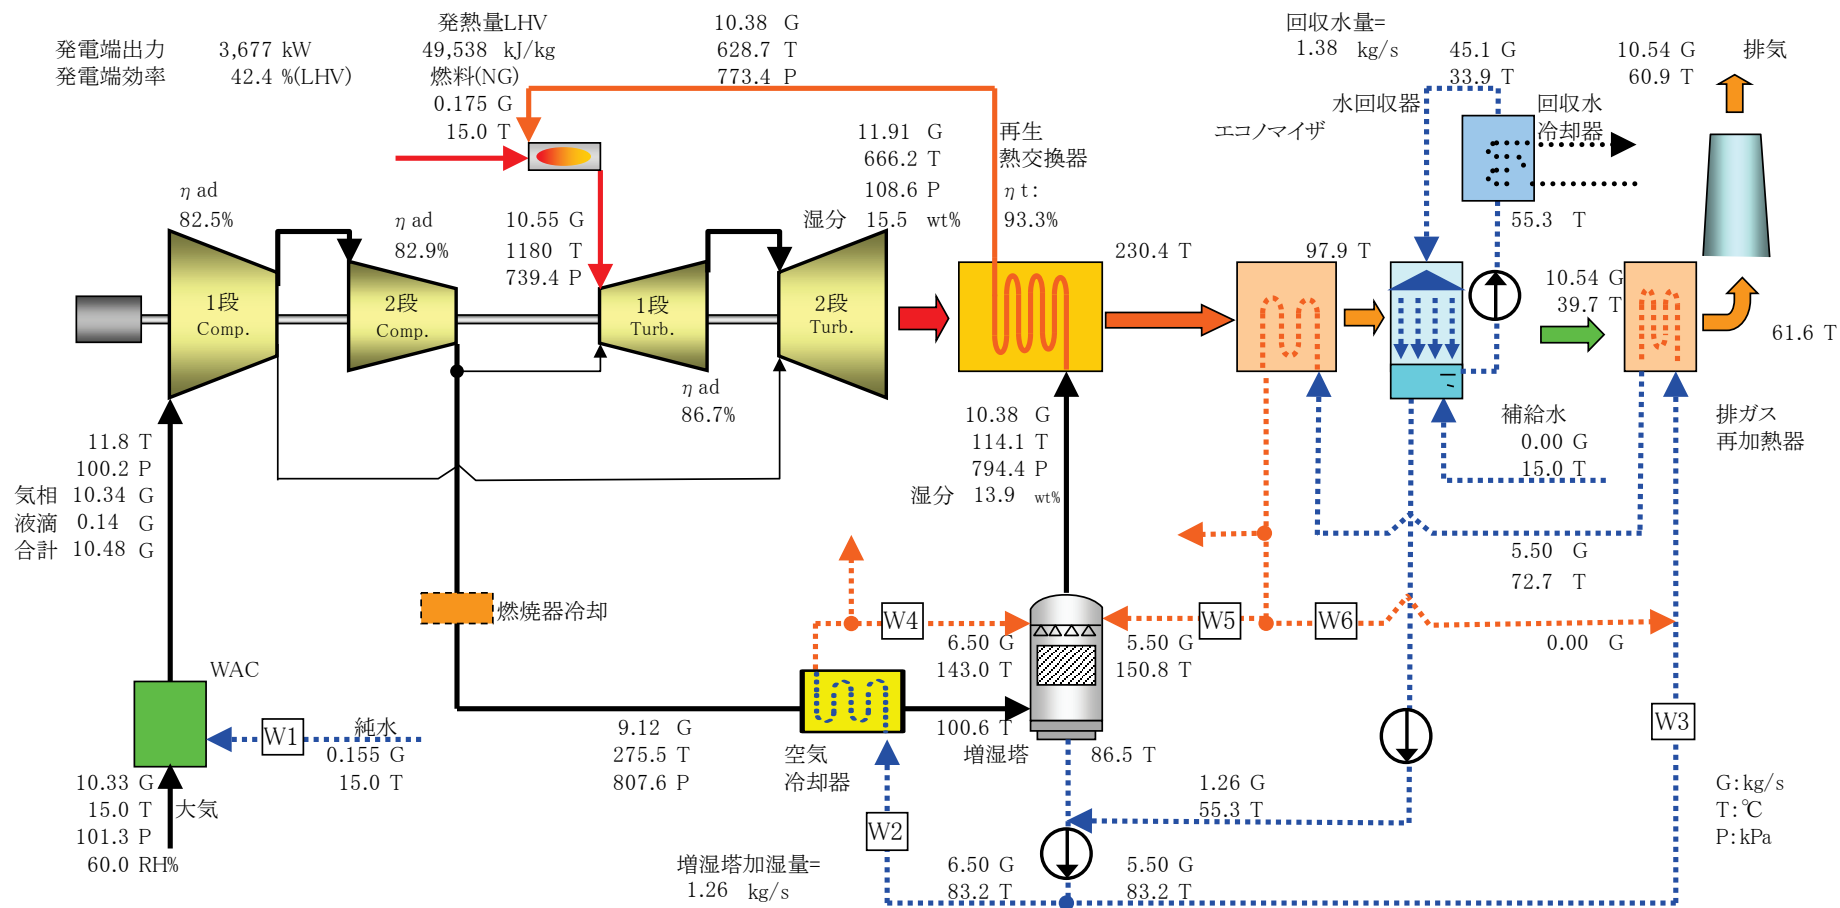 発電端出力 3,677 kW
発電端効率 42.4 %(LHV)
発熱量LHV
49,538 kJ/kg
燃料(NG)
0.175 G
15.0 T
10.38 G
628.7 T
773.4 P
回収水量=
1.38 kg/s
45.1 G
33.9 T
10.54 G
60.9 T
排気
水回収器
回収水
冷却器
エコノマイザ
11.91 G
666.2 T
108.6 P
湿分 15.5 wt%
再生
熱交換器
ηt:
93.3%
η ad
82.5%
η ad
82.9%
10.55 G
1180 T
739.4 P
55.3 T
230.4 T
97.9 T
10.54 G
39.7 T
61.6 T
1段
Comp.
2段
Comp.
1段
Turb.
2段
Turb.
η ad
86.7%
11.8 T
100.2 P
気相 10.34 G
液滴 0.14 G
合計 10.48 G
10.38 G
114.1 T
794.4 P
湿分 13.9 wt%
補給水
0.00 G
15.0 T
排ガス
再加熱器
5.50 G
72.7 T
燃焼器冷却
W4
W5
W6
6.50 G
143.0 T
5.50 G
150.8 T
0.00 G
WAC
W1
純水
0.155 G
15.0 T
9.12 G
275.5 T
807.6 P
空気
冷却器
100.6 T
増湿塔
86.5 T
W3
10.33 G
15.0 T
大気
101.3 P
60.0 RH%
W2
1.26 G
55.3 T
G:kg/s
T:℃
P:kPa
増湿塔加湿量=
1.26 kg/s
6.50 G
83.2 T
5.50 G
83.2 T